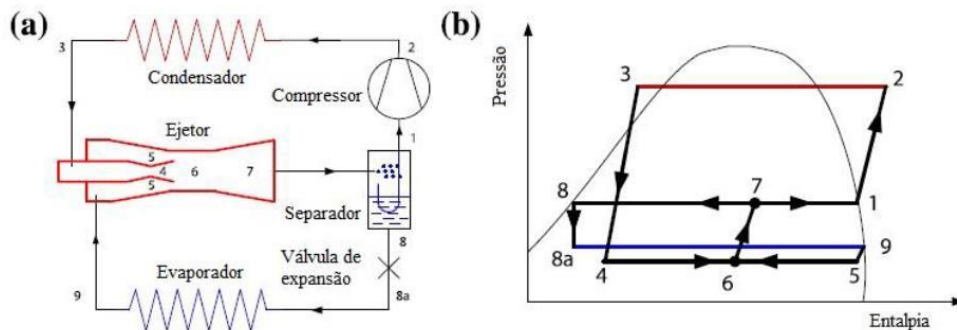 (a)
3
2
Condensador
Compressor
Ejetor
1
5
4
6
7
5
Separador
8
Válvula de
expansão
Evaporador
9
8a
(b)
Pressão
3
2
8
7
1
9
8a
4
6
5
Entalpia